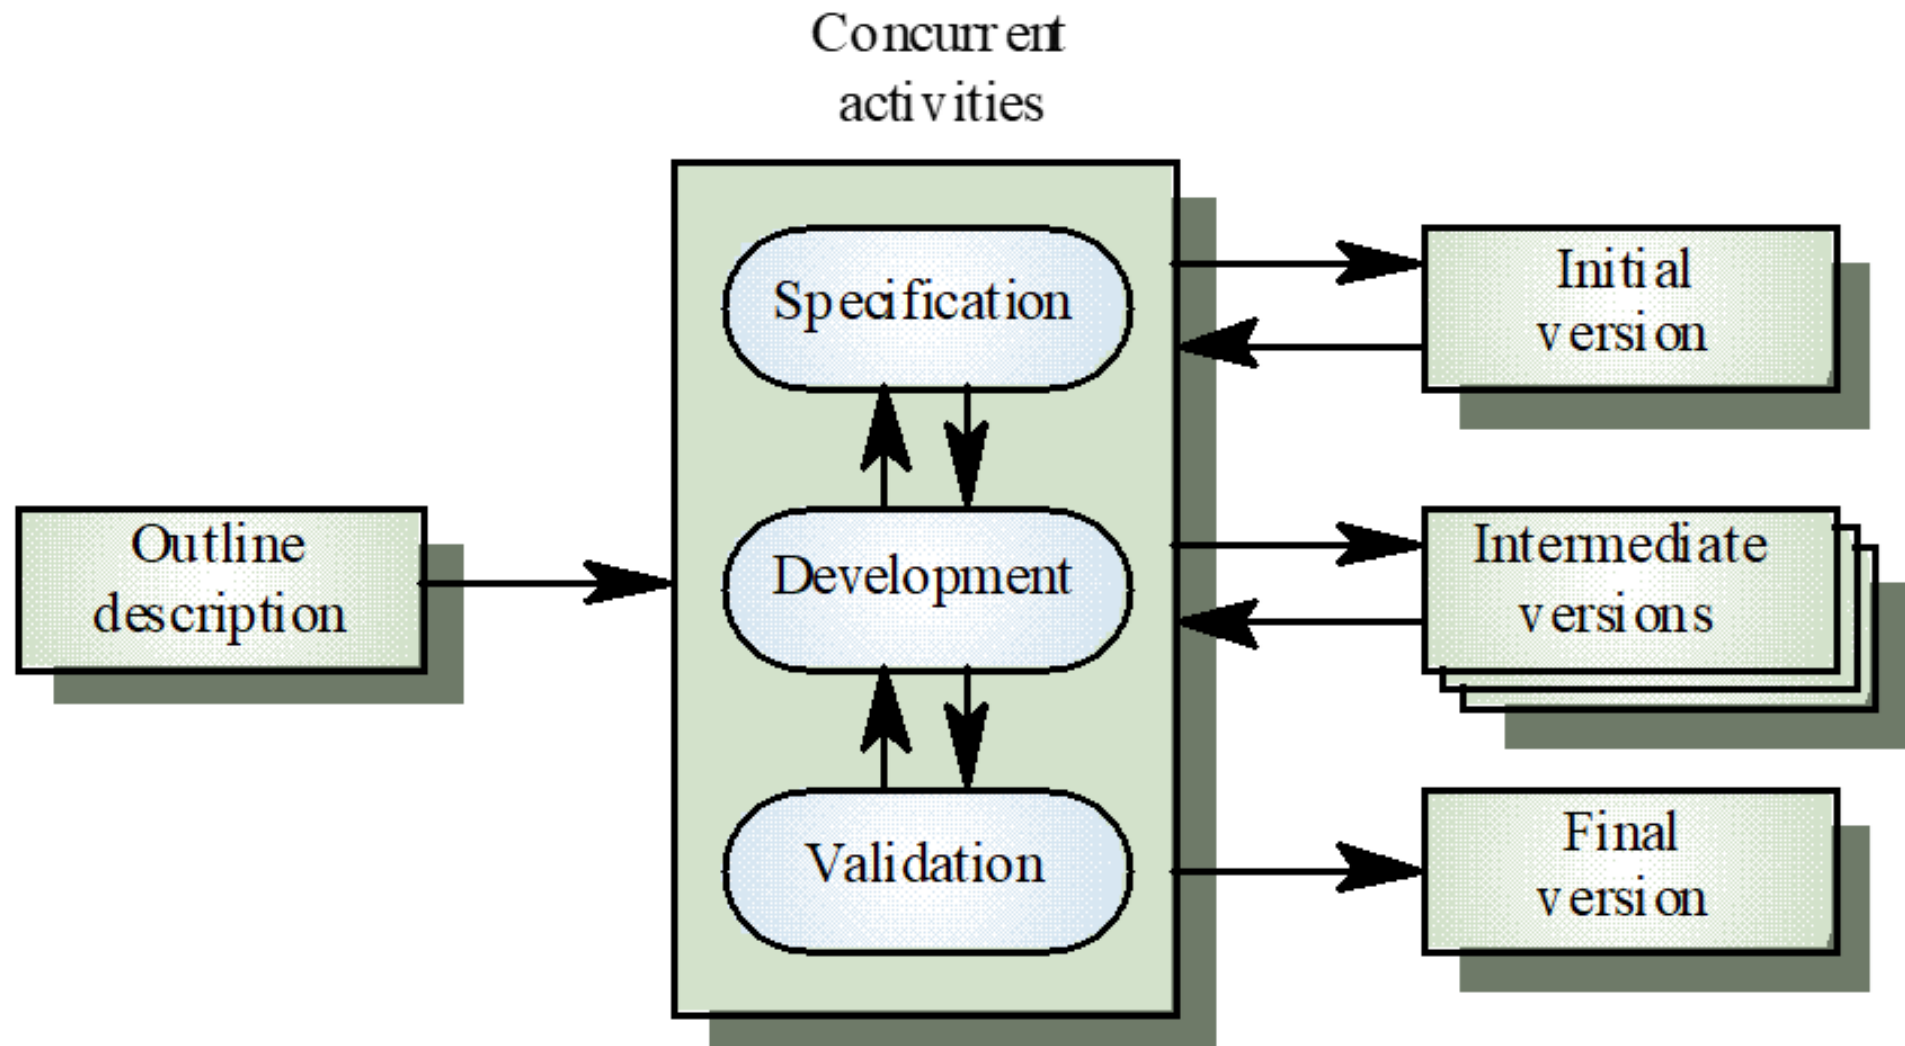 Concurrent
activities
Outline
description
Specification
Development
Validation
Initial
version
Intermediate
versions
Final
version